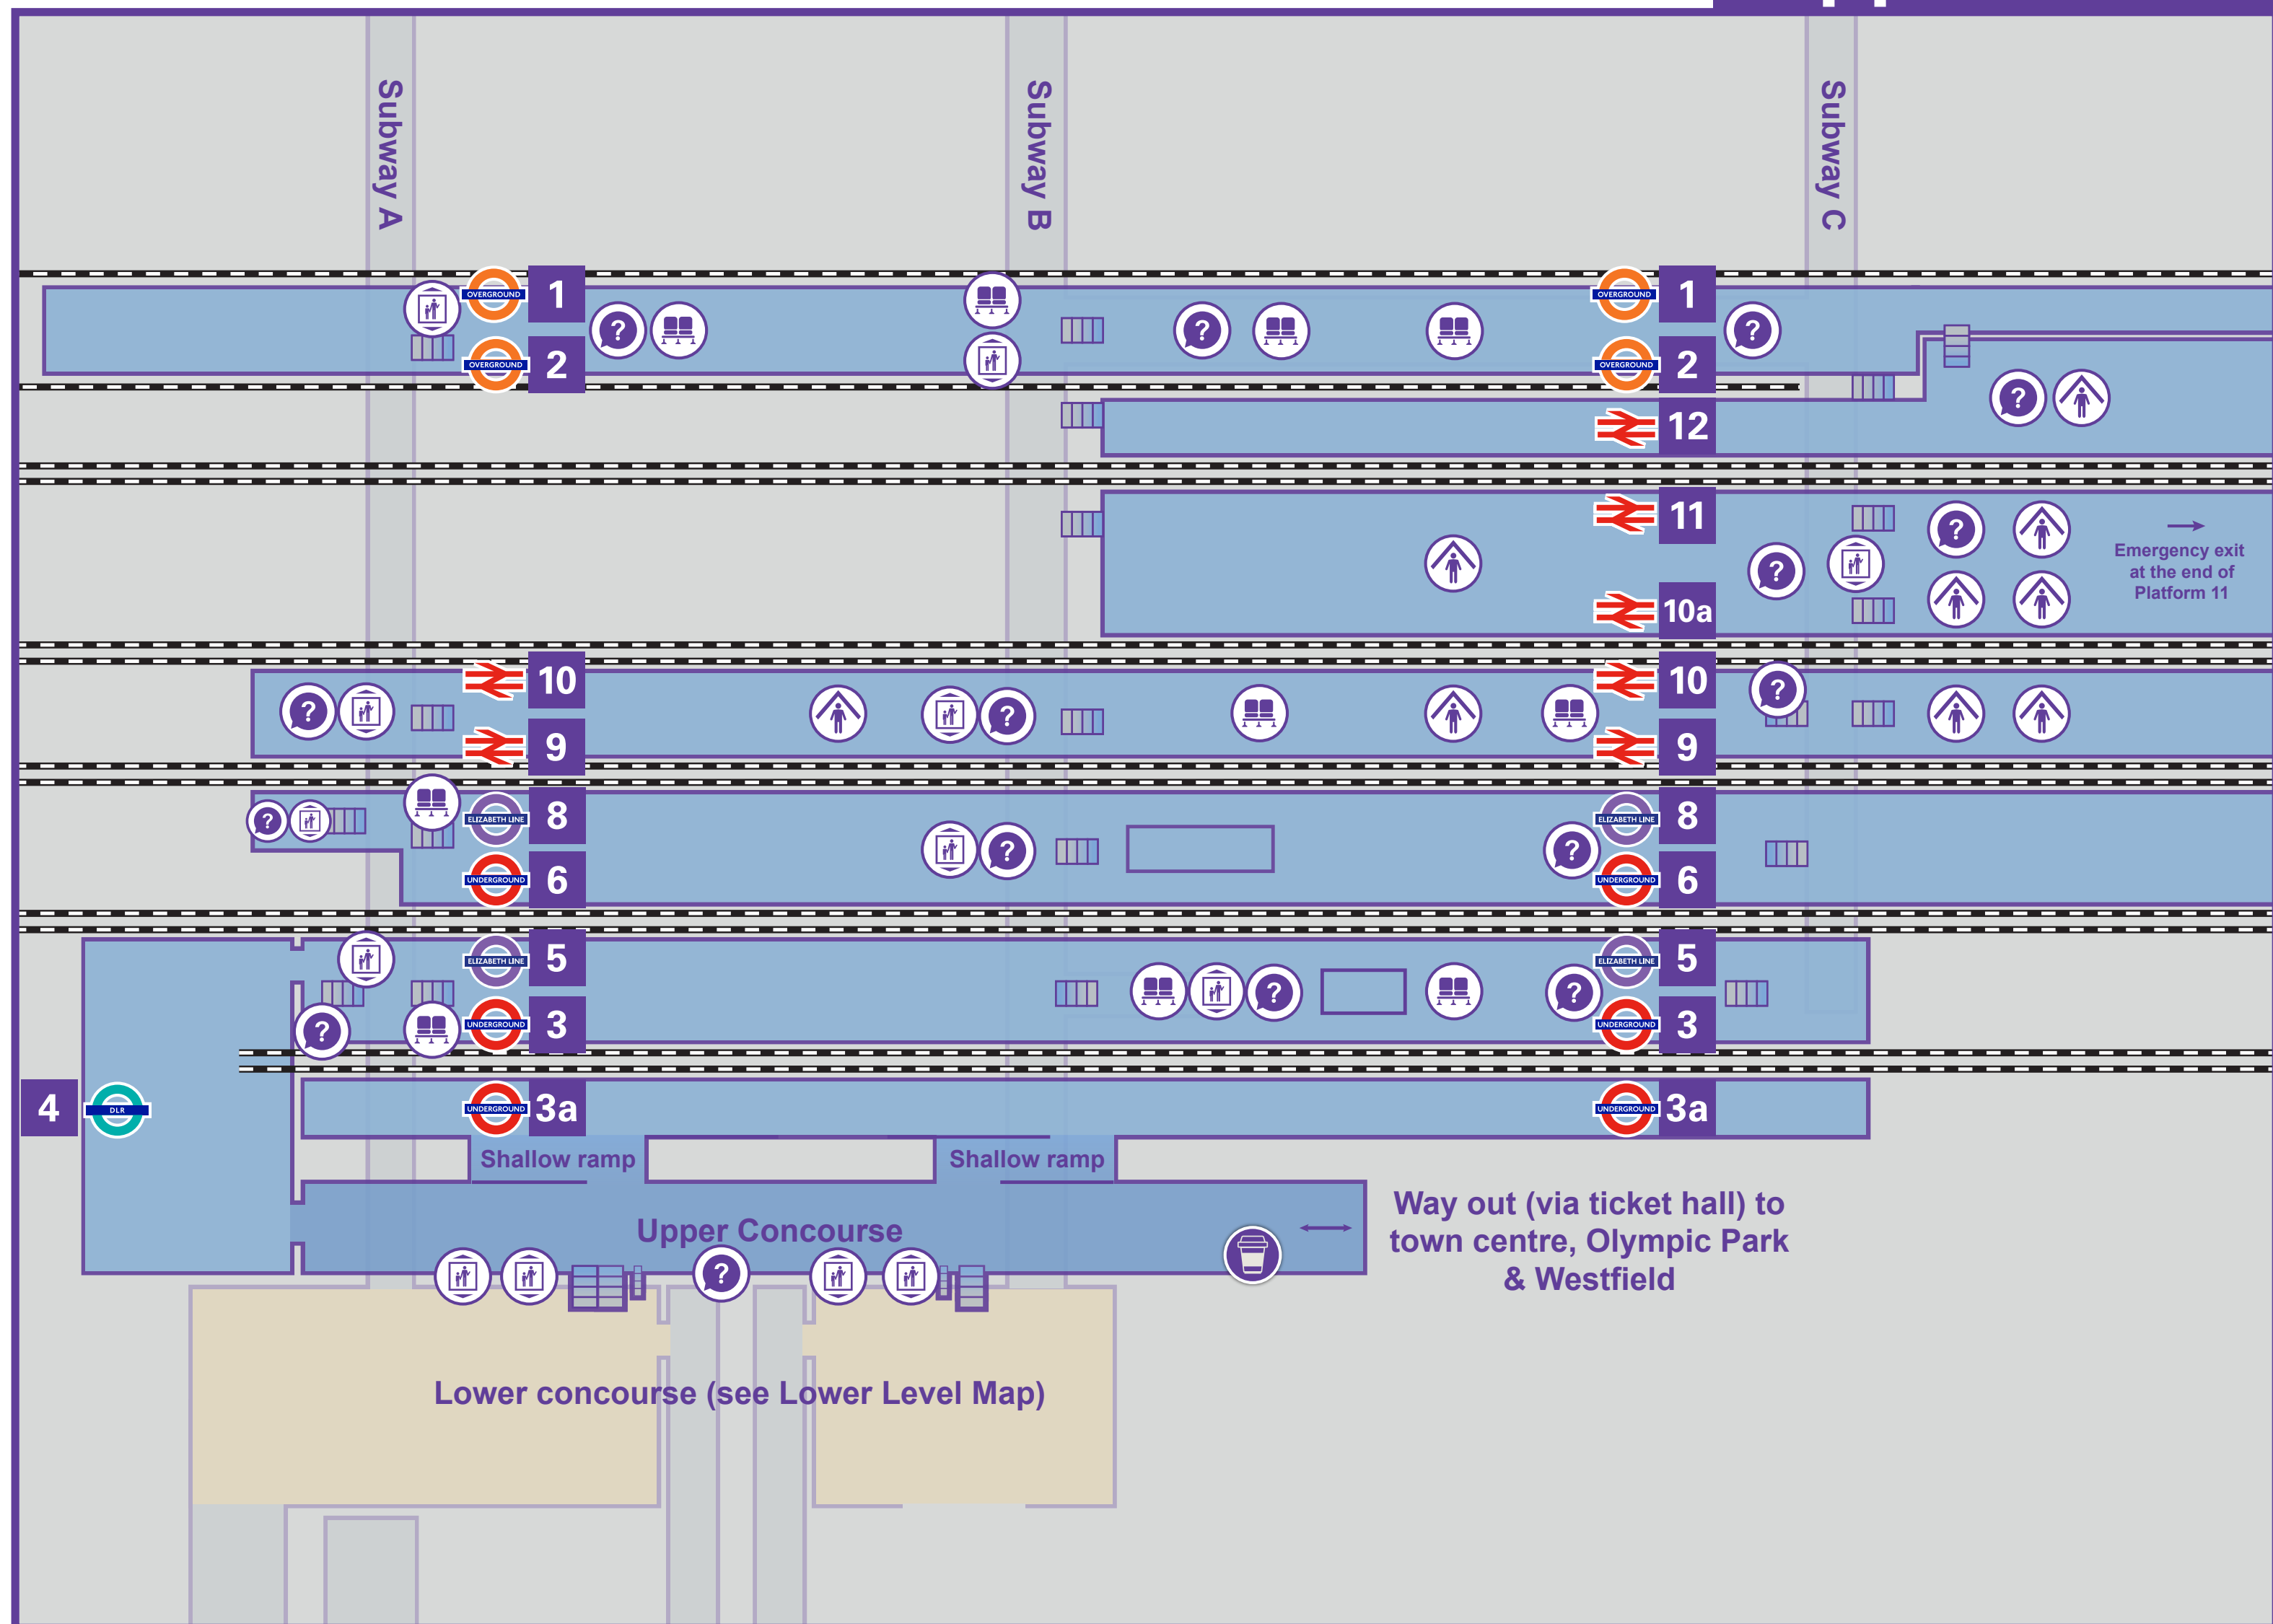 Subway A
Subway B
Subway C
OVERGROUND 1
OVERGROUND 1
OVERGROUND 2
OVERGROUND 2
12
11
Emergency exit
at the end of
Platform 11
10a
10
10
9
9
ELIZABETH LINE 8
ELIZABETH LINE 8
UNDERGROUND 6
UNDERGROUND 6
ELIZABETH LINE 5
ELIZABETH LINE 5
UNDERGROUND 3
UNDERGROUND 3
4 DLR
UNDERGROUND 3a
UNDERGROUND 3a
Shallow ramp
Shallow ramp
Upper Concourse
Way out (via ticket hall) to
town centre, Olympic Park
& Westfield
Lower concourse (see Lower Level Map)